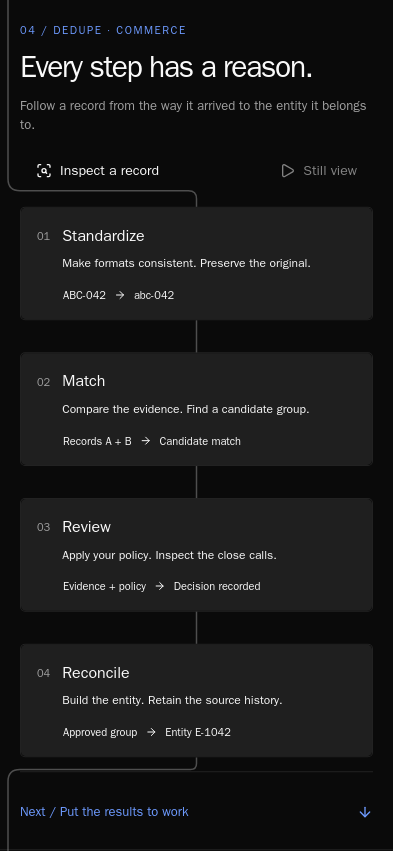 04 / DEDUPE · COMMERCE
Every step has a reason.
Follow a record from the way it arrived to the entity it belongs
to.
Inspect a record
Still view
01 Standardize
Make formats consistent. Preserve the original.
ABC-042 → abc-042
02 Match
Compare the evidence. Find a candidate group.
Records A + B → Candidate match
03 Review
Apply your policy. Inspect the close calls.
Evidence + policy → Decision recorded
04 Reconcile
Build the entity. Retain the source history.
Approved group → Entity E-1042
Next / Put the results to work ↓